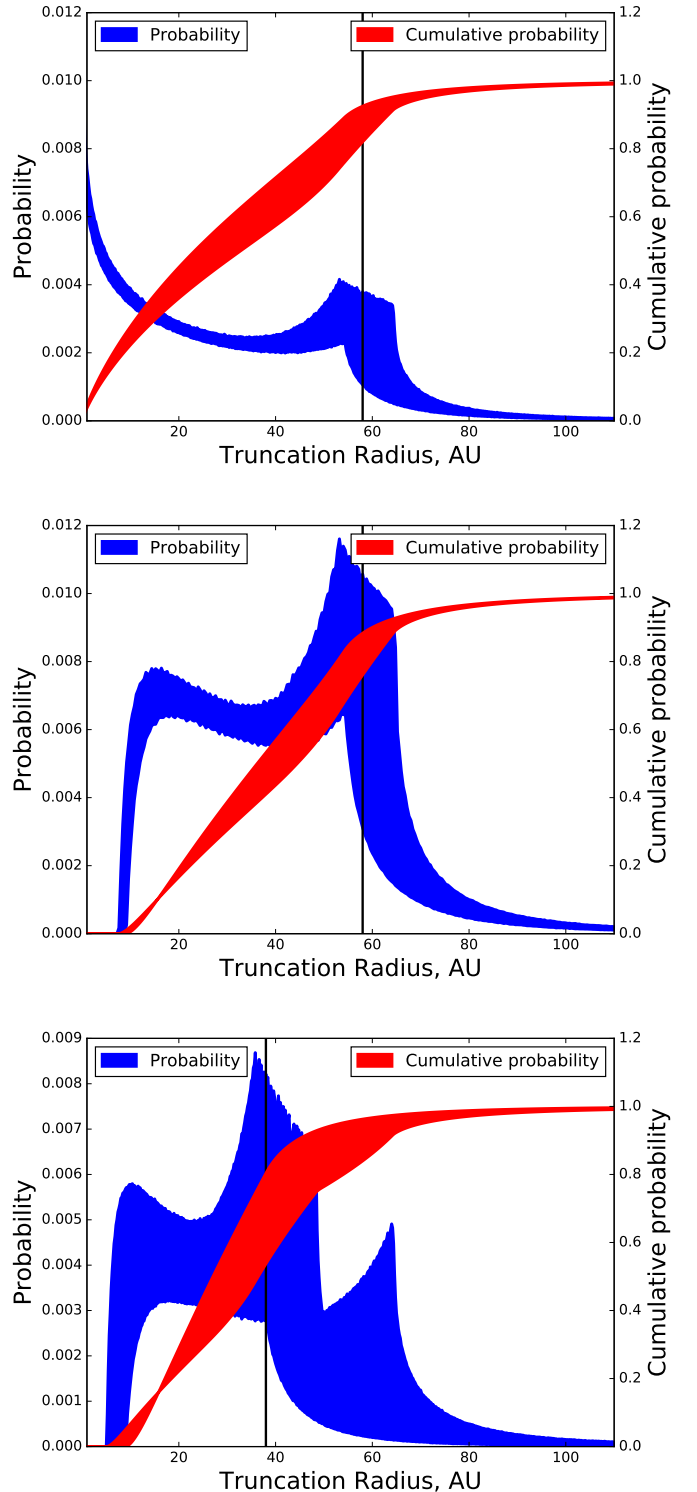 0.012 1.2
Probability Cumulative probability
0.010 1.0
0.008 0.8
0.006 0.6
0.004 0.4
0.002 0.2
0.000 0.0
Probability
Cumulative probability
20 40 60 80 100
Truncation Radius, AU
0.012 1.2
Probability Cumulative probability
0.010 1.0
0.008 0.8
0.006 0.6
0.004 0.4
0.002 0.2
0.000 0.0
Probability
Cumulative probability
20 40 60 80 100
Truncation Radius, AU
0.009 1.2
Probability Cumulative probability
0.008
1.0
0.007
0.006 0.8
0.005
0.6
0.004
0.003 0.4
0.002
0.2
0.001
0.000 0.0
Probability
Cumulative probability
20 40 60 80 100
Truncation Radius, AU